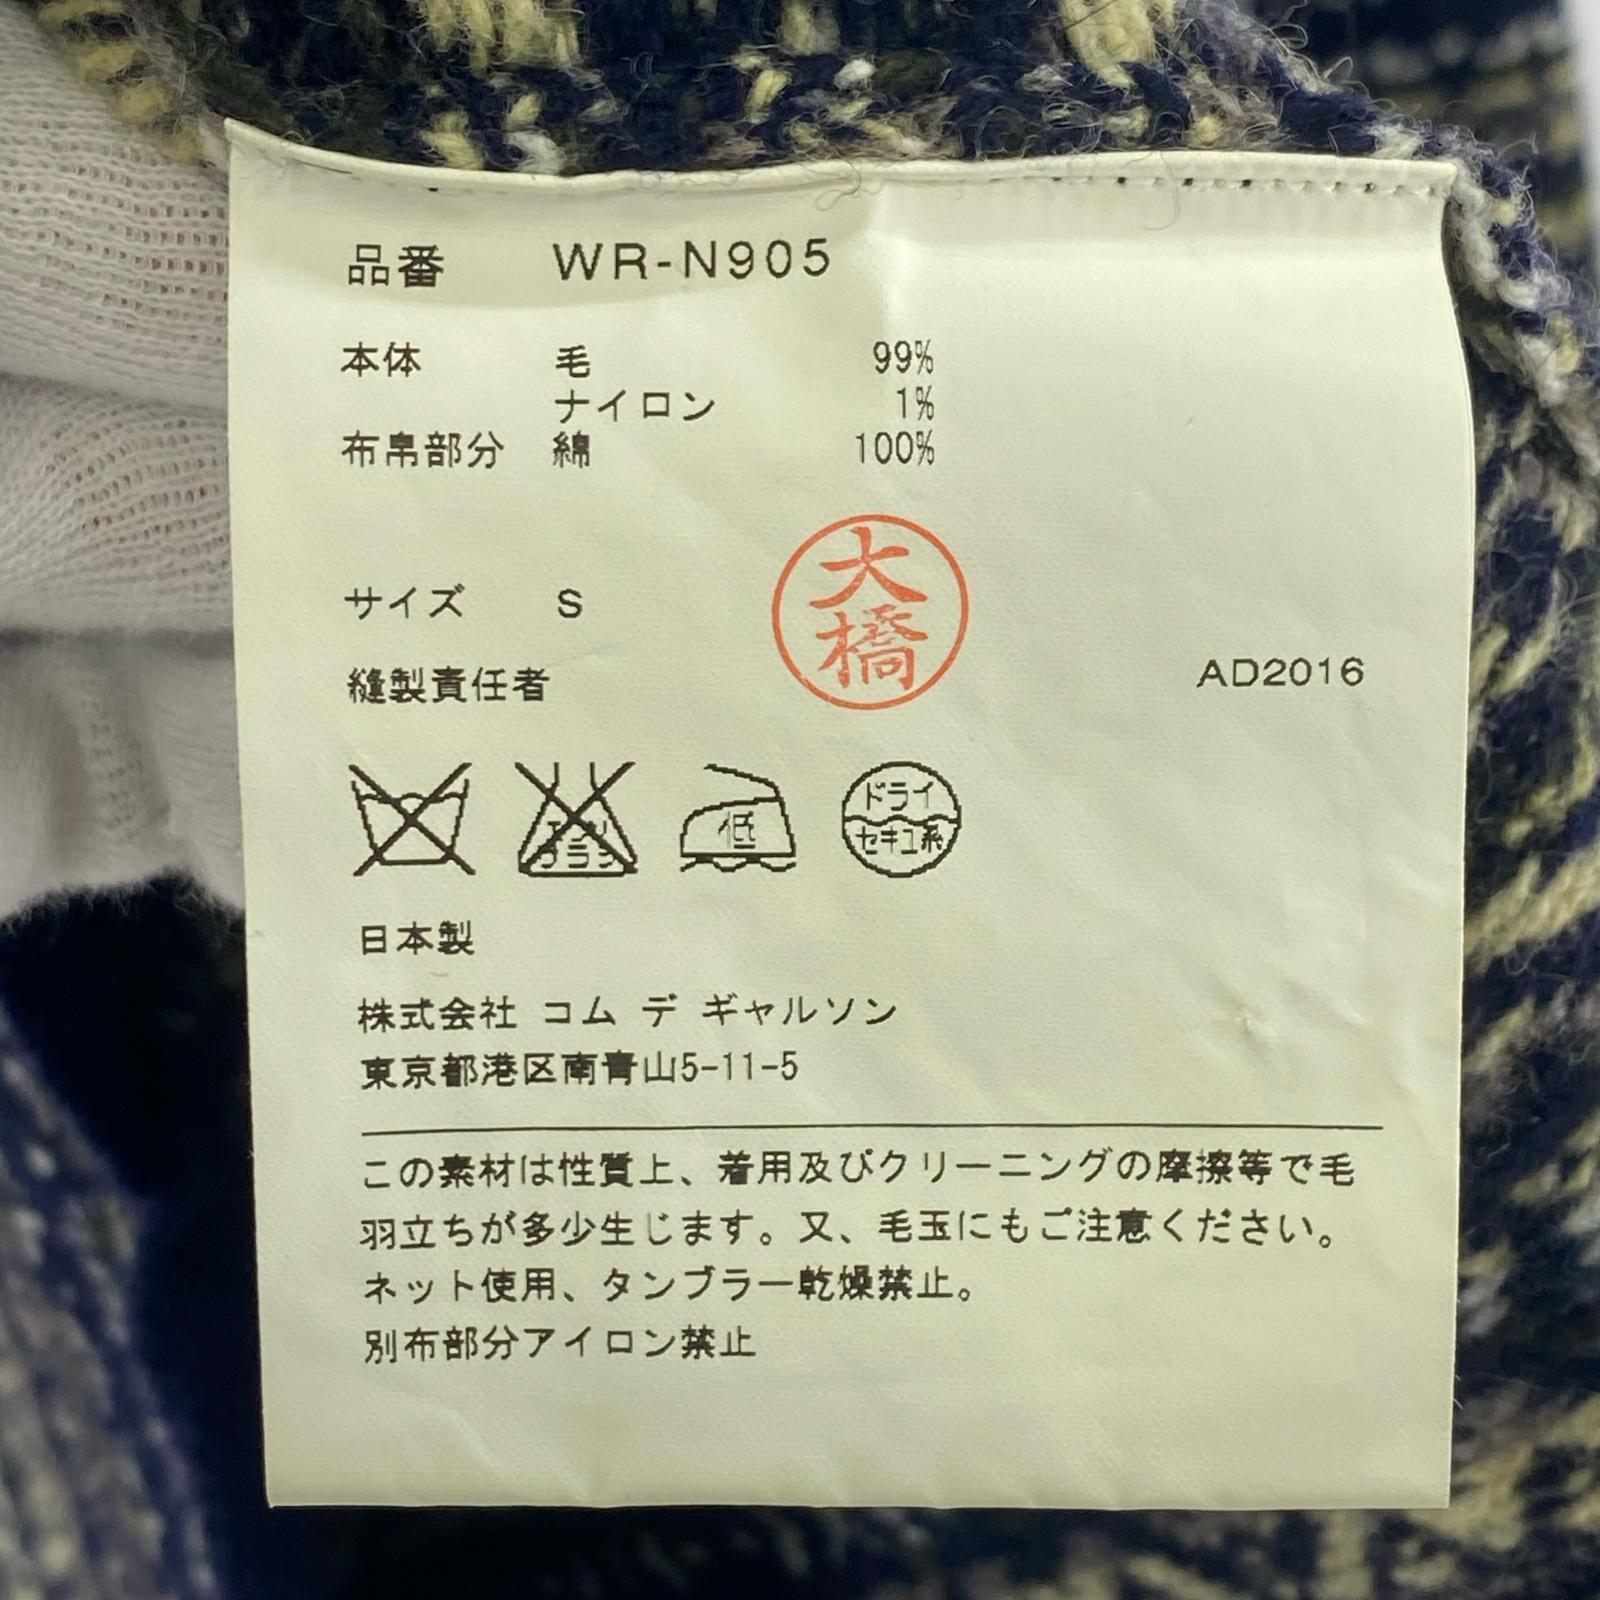 品番 WR-N905
本体 毛 99%
ナイロン 1%
布帛部分 綿 100%
サイズ S
大橋
縫製責任者
AD2016
エンソ
フラシ
低
ドライ
セキユ系
日本製
株式会社 コム デ ギャルソン
東京都港区南青山5-11-5
この素材は性質上、着用及びクリーニングの摩擦等で毛
羽立ちが多少生じます。又、毛玉にもご注意ください。
ネット使用、タンブラー乾燥禁止。
別布部分アイロン禁止